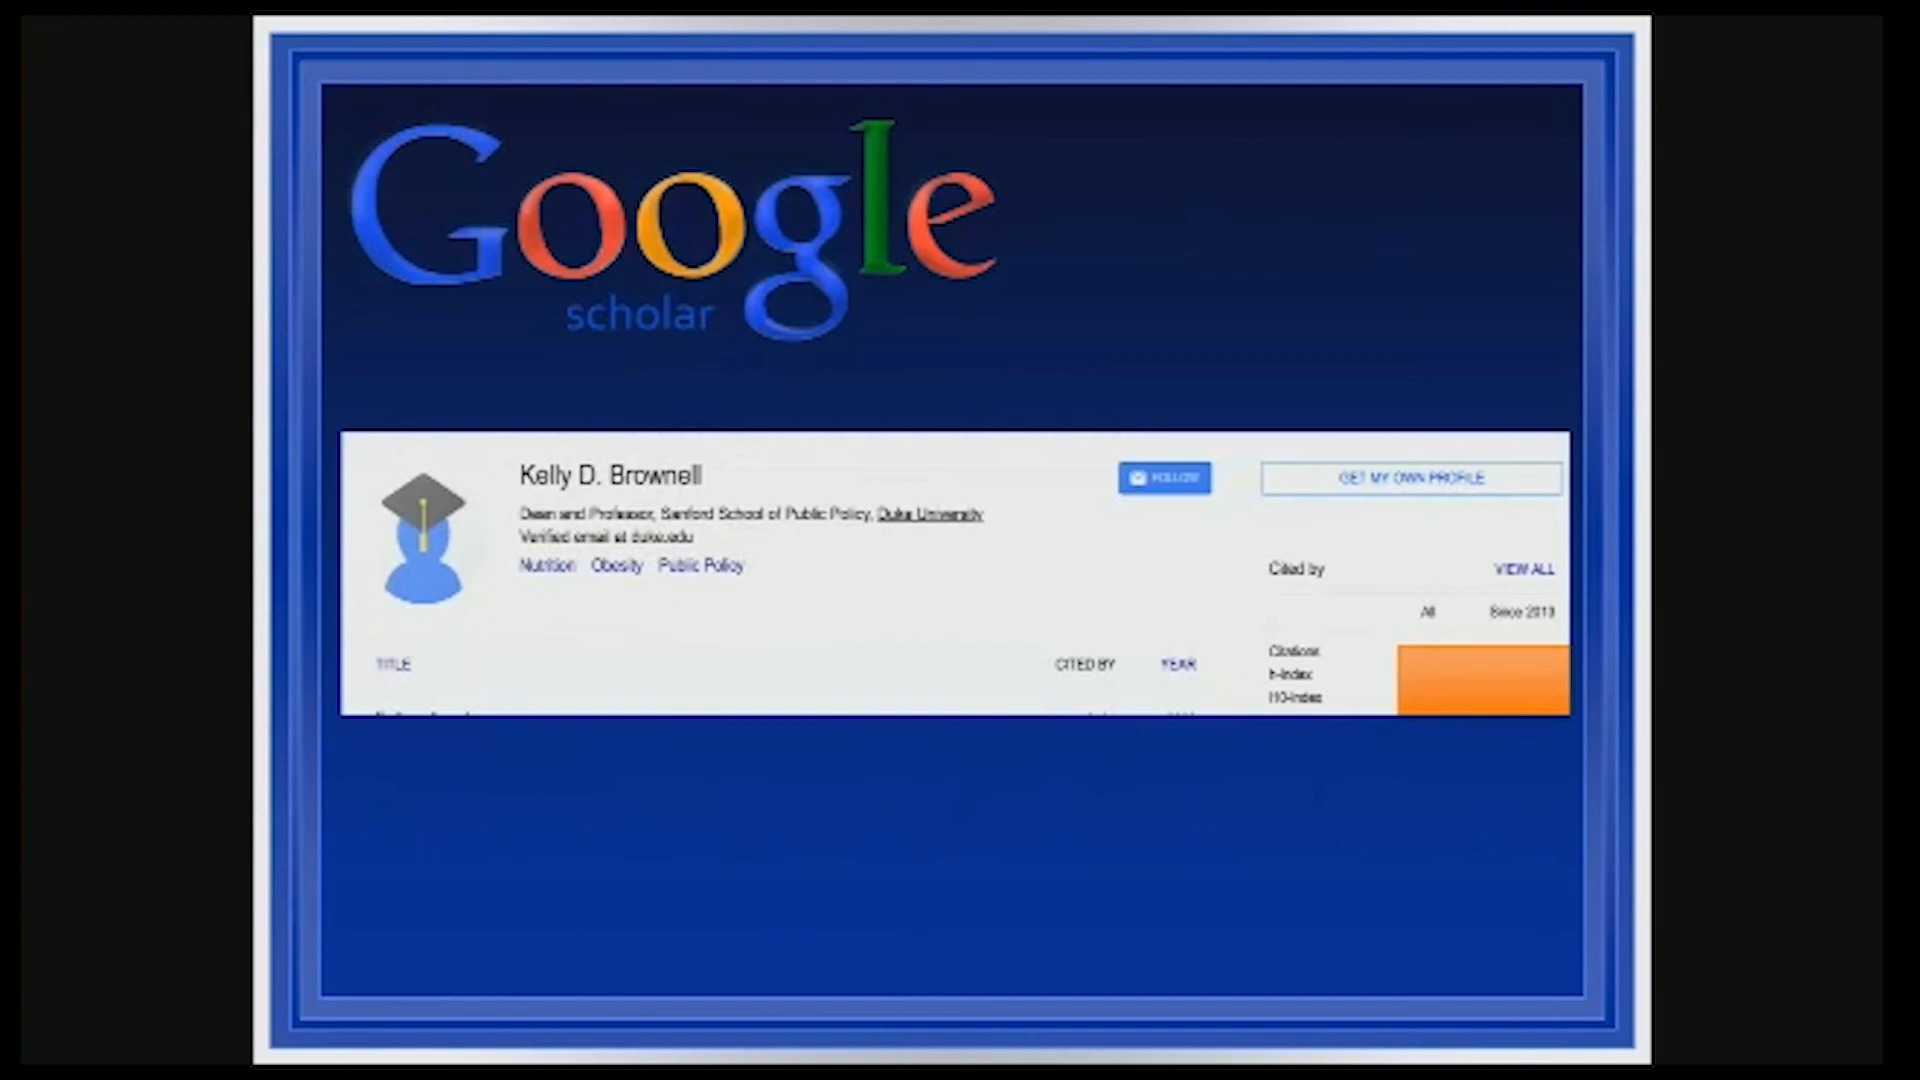 Google
scholar
Kelly D. Brownell
FOLLOW
GET MY OWN PROFILE
Dean and Professor, Sanford School of Public Policy, Duke University
Verified email at duke.edu
Nutrition Obesity Public Policy
Cited by VIEW ALL
All Since 2013
TITLE CITED BY YEAR
Citations
h-index
i10-index